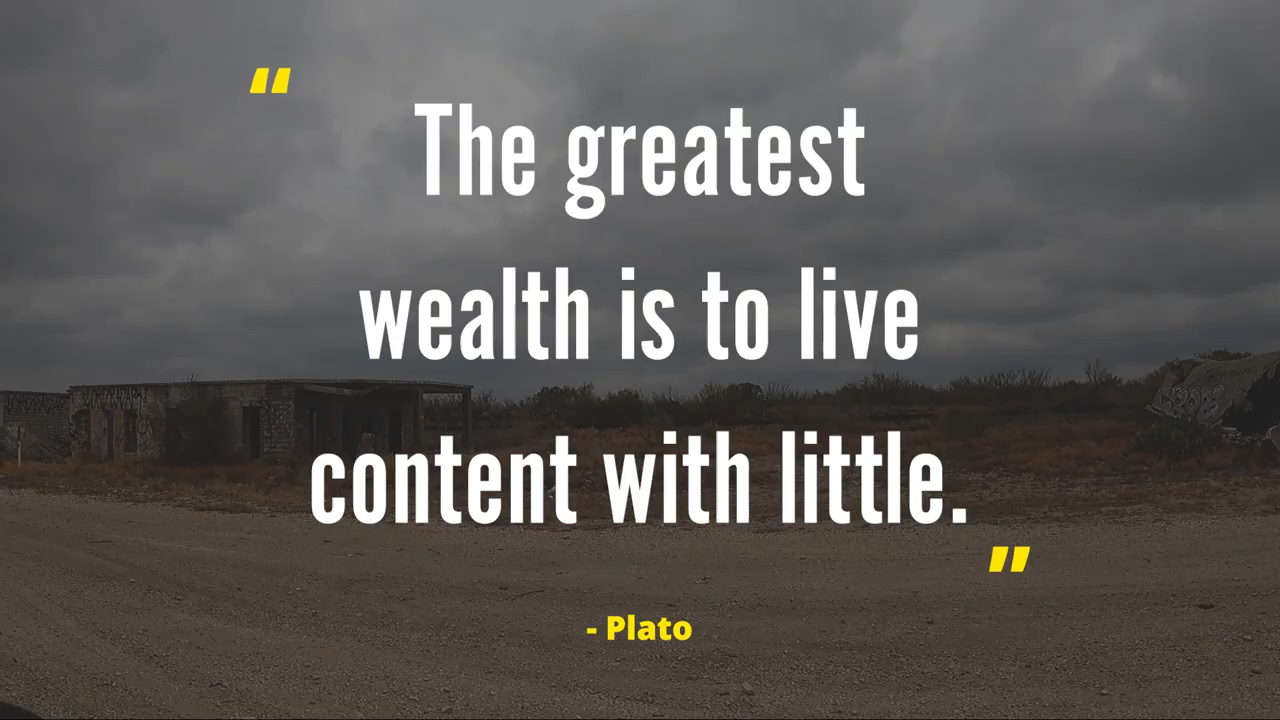 "
The greatest
wealth is to live
content with little.
"
- Plato